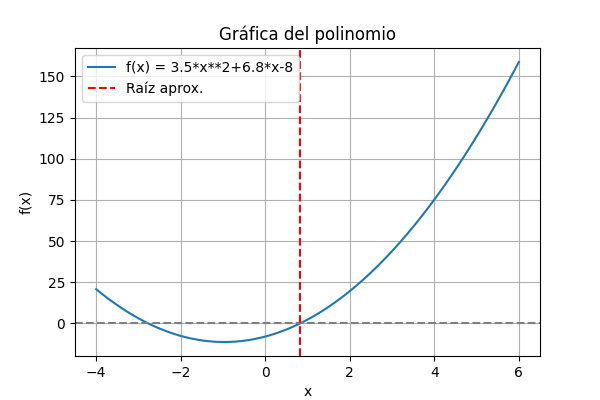 Gráfica del polinomio
f(x) = 3.5*x**2+6.8*x-8
Raíz aprox.
150
125
100
75
50
25
0
f(x)
−4
−2
0
2
4
6
x